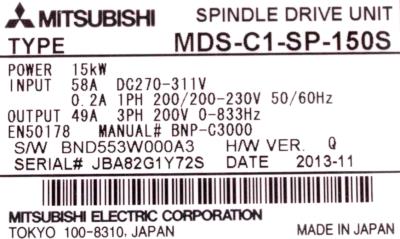 MITSUBISHI SPINDLE DRIVE UNIT
TYPE MDS-C1-SP-150S
POWER 15kW
INPUT 58A DC270-311V
0.2A 1PH 200/200-230V 50/60Hz
OUTPUT 49A 3PH 200V 0-833Hz
EN50178 MANUAL# BNP-C3000
S/W BND553W000A3 H/W VER. Q
SERIAL# JBA82G1Y72S DATE 2013-11
MITSUBISHI ELECTRIC CORPORATION
TOKYO 100-8310, JAPAN MADE IN JAPAN